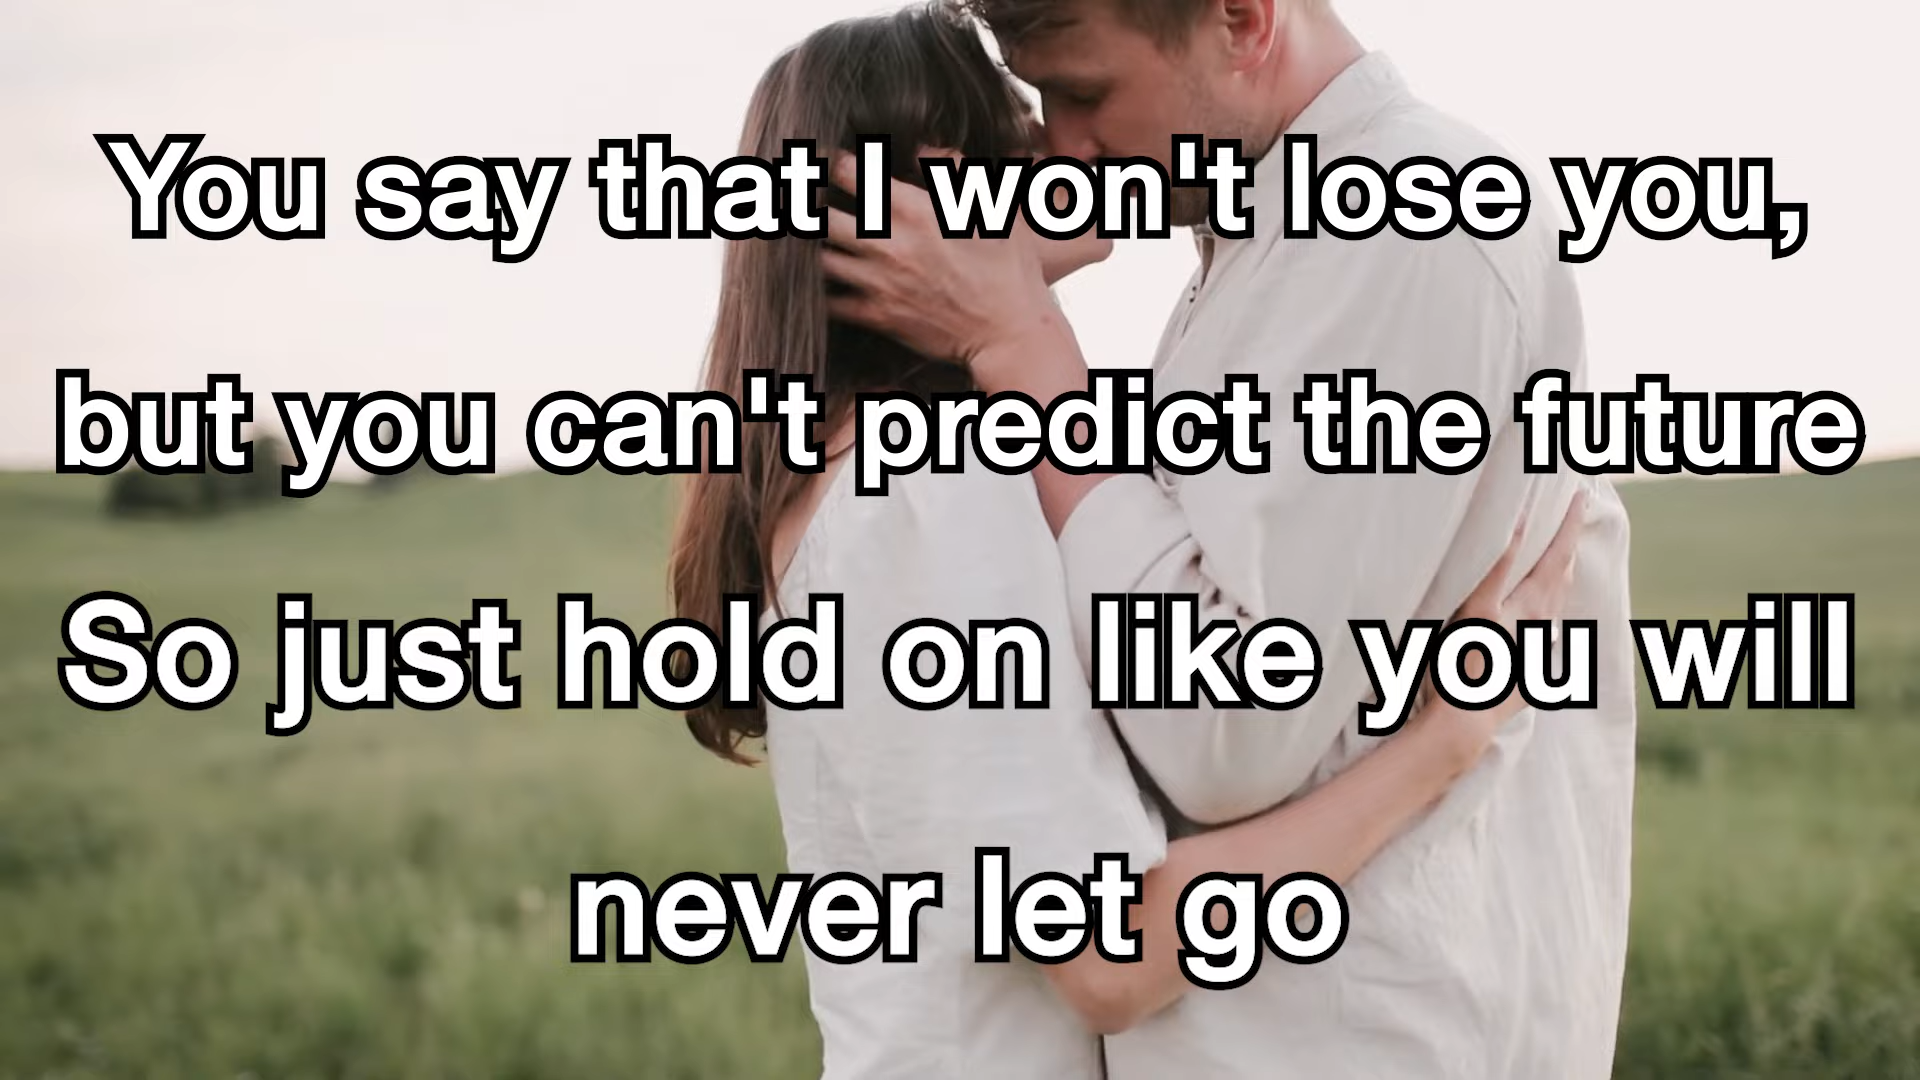 You say that I won't lose you,
but you can't predict the future
So just hold on like you will
never let go